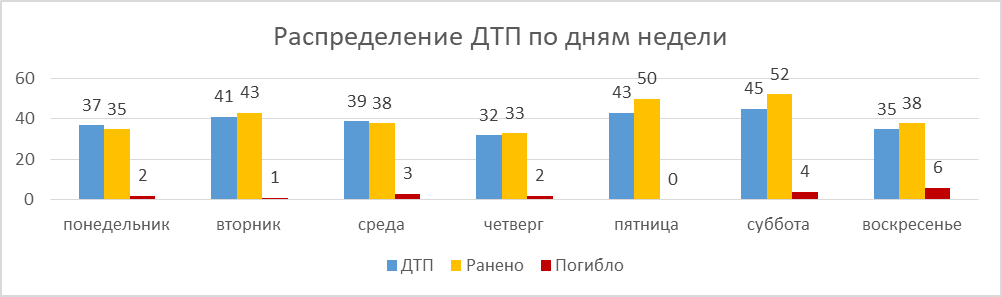 Распределение ДТП по дням недели
60
40
20
0
37 35 2
41 43 1
39 38 3
32 33 2
43 50 0
45 52 4
35 38 6
понедельник вторник среда четверг пятница суббота воскресенье
ДТП Ранено Погибло